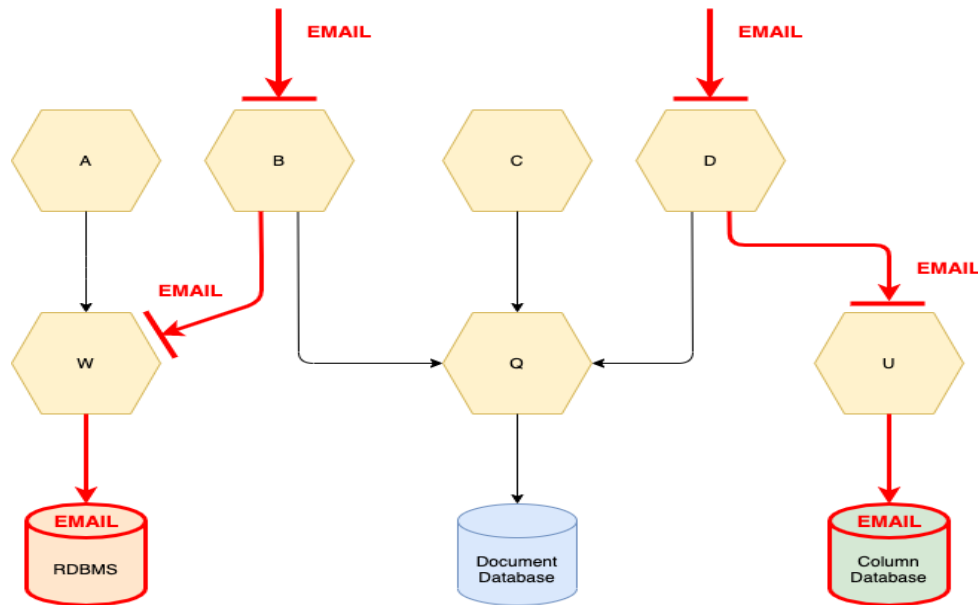 EMAIL
EMAIL
A
B
C
D
EMAIL
EMAIL
W
Q
U
EMAIL
RDBMS
Document
Database
EMAIL
Column
Database